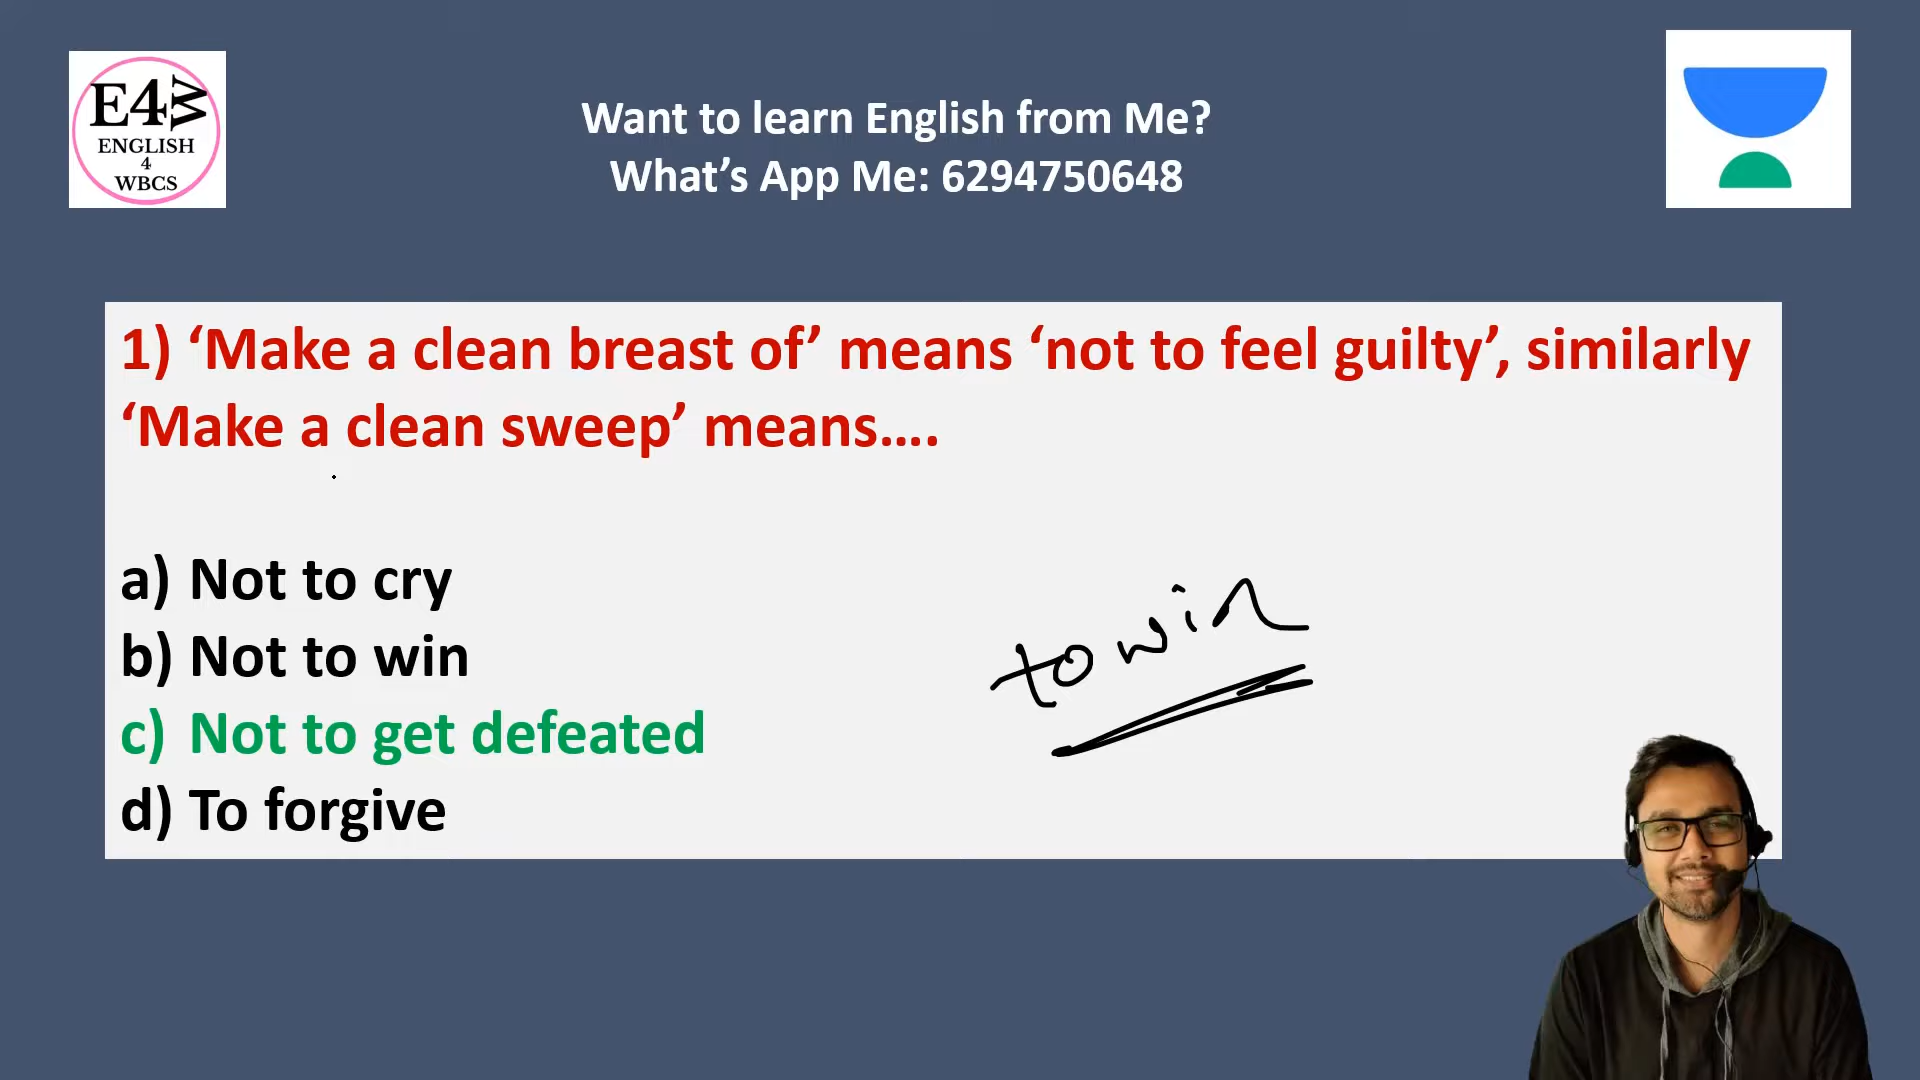 E4W
ENGLISH
4
WBCS
Want to learn English from Me?
What’s App Me: 6294750648
1) ‘Make a clean breast of’ means ‘not to feel guilty’, similarly
‘Make a clean sweep’ means....
a) Not to cry
b) Not to win
c) Not to get defeated
d) To forgive
to win